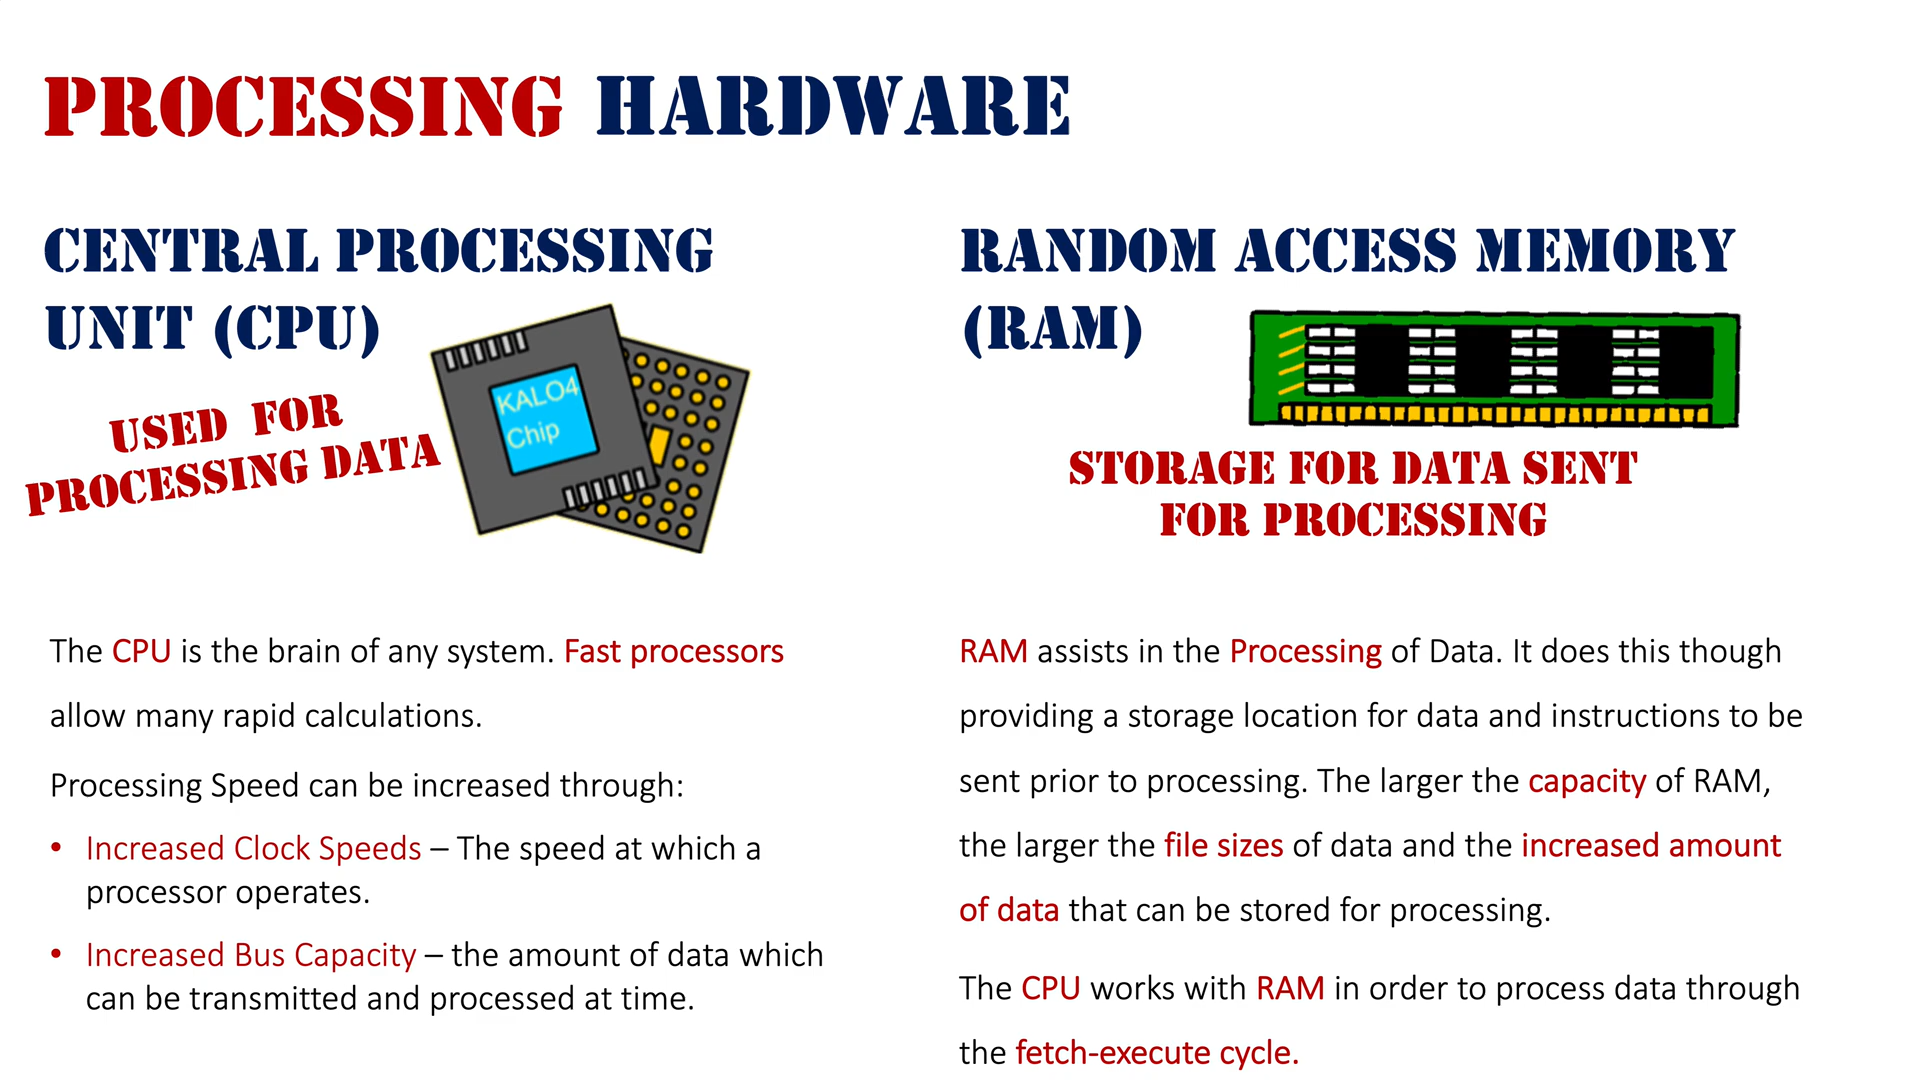 PROCESSING HARDWARE
CENTRAL PROCESSING
UNIT (CPU)
USED FOR
PROCESSING DATA
KALO4
Chip
The CPU is the brain of any system. Fast processors
allow many rapid calculations.
Processing Speed can be increased through:
• Increased Clock Speeds – The speed at which a
processor operates.
• Increased Bus Capacity – the amount of data which
can be transmitted and processed at time.
RANDOM ACCESS MEMORY
(RAM)
STORAGE FOR DATA SENT
FOR PROCESSING
RAM assists in the Processing of Data. It does this though
providing a storage location for data and instructions to be
sent prior to processing. The larger the capacity of RAM,
the larger the file sizes of data and the increased amount
of data that can be stored for processing.
The CPU works with RAM in order to process data through
the fetch-execute cycle.